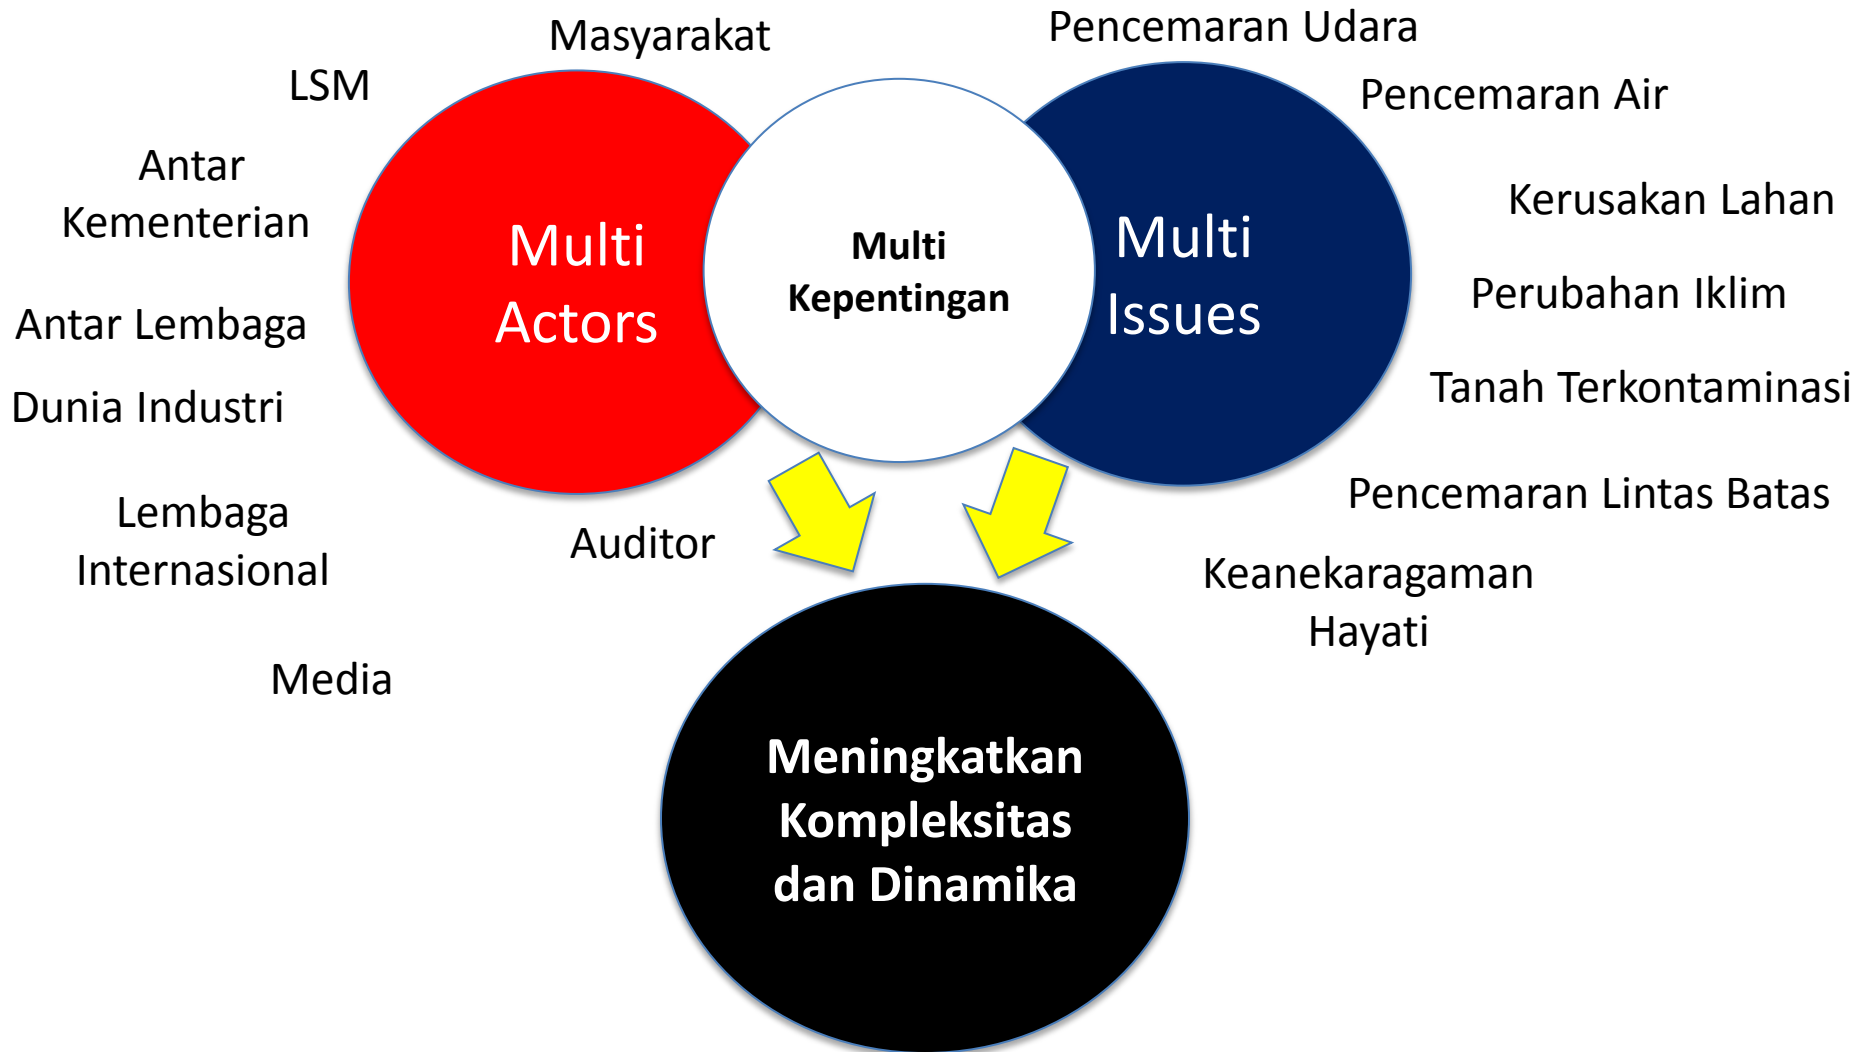 Masyarakat
LSM
Antar
Kementerian
Antar Lembaga
Dunia Industri
Lembaga
Internasional
Media
Auditor
Multi
Actors
Multi
Kepentingan
Multi
Issues
Pencemaran Udara
Pencemaran Air
Kerusakan Lahan
Perubahan Iklim
Tanah Terkontaminasi
Pencemaran Lintas Batas
Keanekaragaman
Hayati
Meningkatkan
Kompleksitas
dan Dinamika